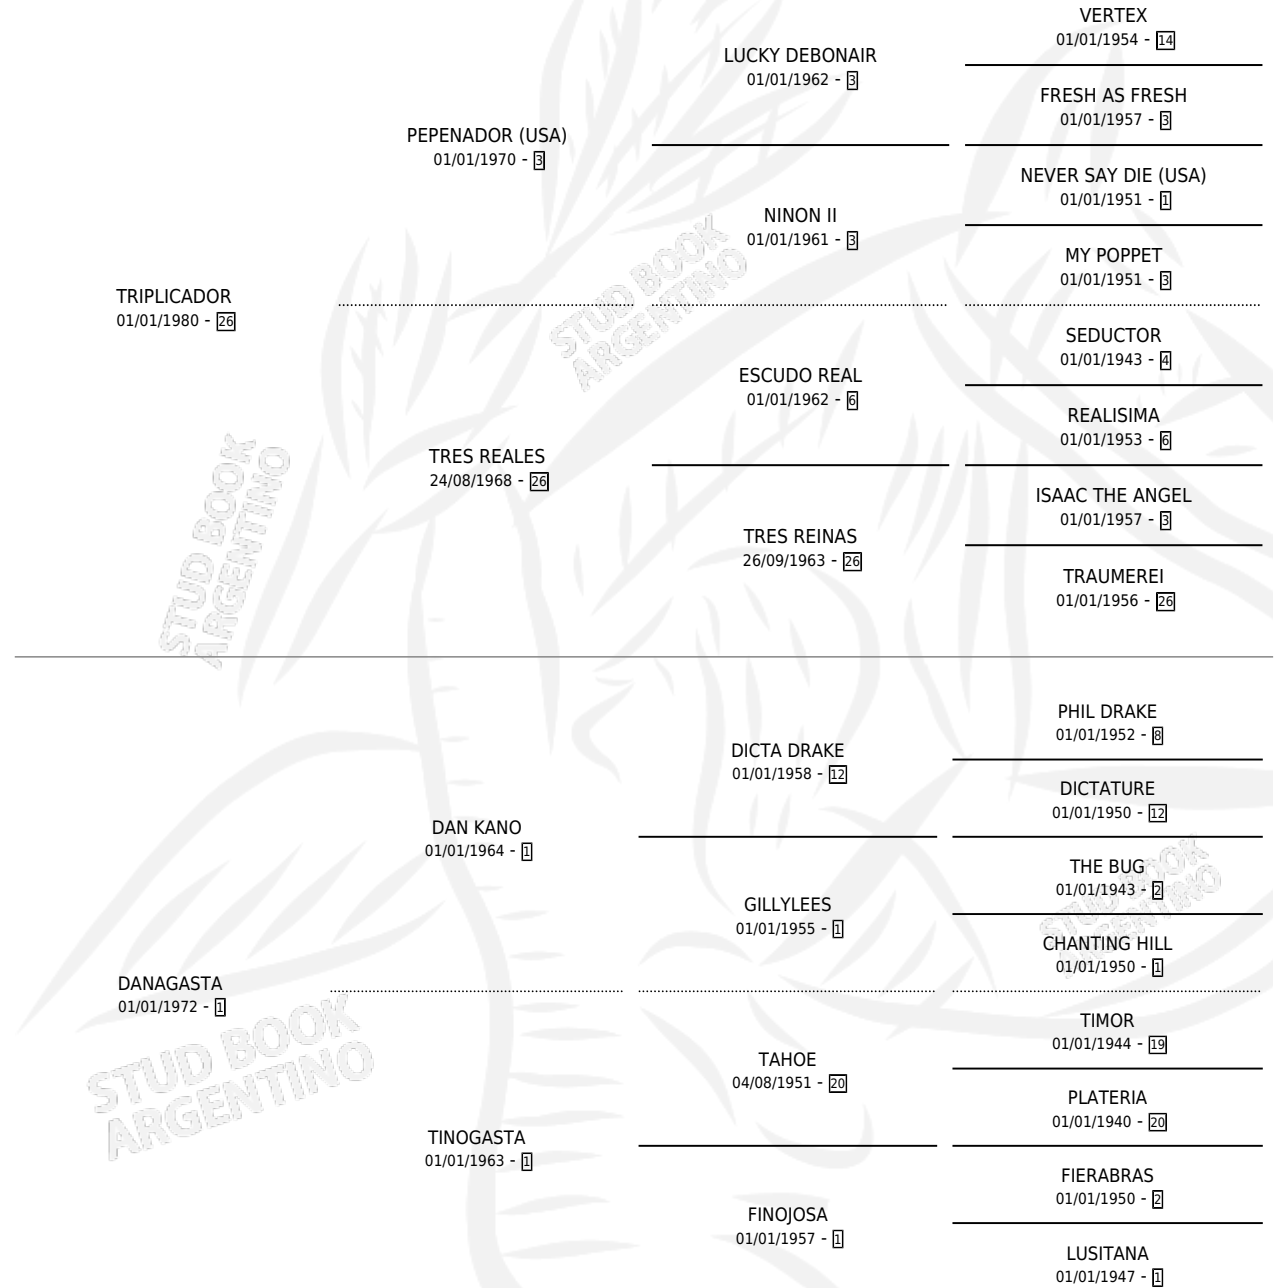 VERTEX
01/01/1954 - 14
LUCKY DEBONAIR
01/01/1962 - 3
FRESH AS FRESH
01/01/1957 - 3
PEPENADOR (USA)
01/01/1970 - 3
NEVER SAY DIE (USA)
01/01/1951 - 1
NINON II
01/01/1961 - 3
MY POPPET
01/01/1951 - 3
TRIPLICADOR
01/01/1980 - 26
STUD BOOK
ARGENTINO
SEDUCTOR
01/01/1943 - 4
ESCUDO REAL
01/01/1962 - 6
REALISIMA
01/01/1953 - 6
TRES REALES
24/08/1968 - 26
ISAAC THE ANGEL
01/01/1957 - 3
TRES REINAS
26/09/1963 - 26
TRAUMEREI
01/01/1956 - 26
STUD BOOK
ARGENTINO
PHIL DRAKE
01/01/1952 - 8
DICTA DRAKE
01/01/1958 - 12
DICTATURE
01/01/1950 - 12
DAN KANO
01/01/1964 - 1
THE BUG
01/01/1943 - 2
GILLYLEES
01/01/1955 - 1
CHANTING HILL
01/01/1950 - 1
STUD BOOK
ARGENTINO
DANAGASTA
01/01/1972 - 1
TIMOR
01/01/1944 - 19
TAHOE
04/08/1951 - 20
PLATERIA
01/01/1940 - 20
STUD BOOK
ARGENTINO
TINOGASTA
01/01/1963 - 1
FIERABRAS
01/01/1950 - 2
FINOJOSA
01/01/1957 - 1
LUSITANA
01/01/1947 - 1